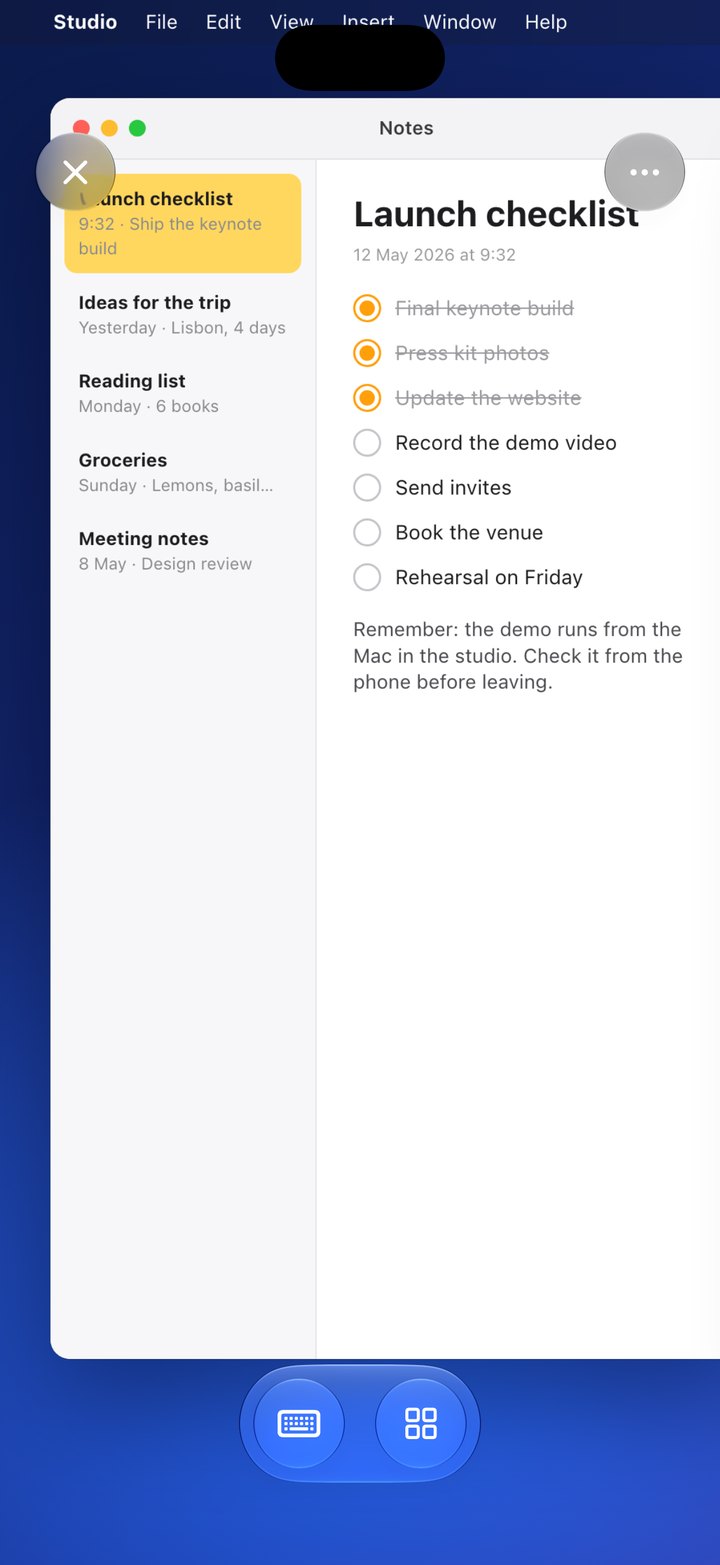 Studio File Edit View Insert Window Help
Notes
Launch checklist
9:32 · Ship the keynote
build
Ideas for the trip
Yesterday · Lisbon, 4 days
Reading list
Monday · 6 books
Groceries
Sunday · Lemons, basil...
Meeting notes
8 May · Design review
Launch checklist
12 May 2026 at 9:32
Final keynote build
Press kit photos
Update the website
Record the demo video
Send invites
Book the venue
Rehearsal on Friday
Remember: the demo runs from the
Mac in the studio. Check it from the
phone before leaving.